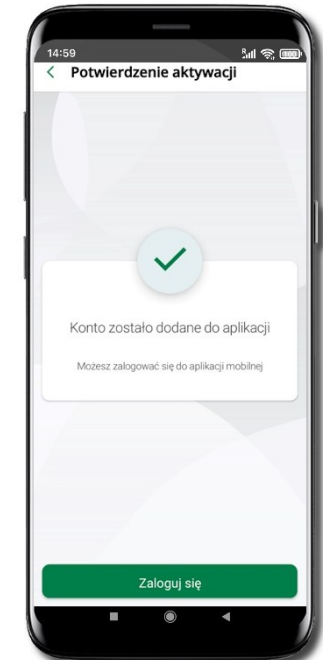 14:59
Potwierdzenie aktywacji
Konto zostało dodane do aplikacji
Możesz zalogować się do aplikacji mobilnej
Zaloguj się